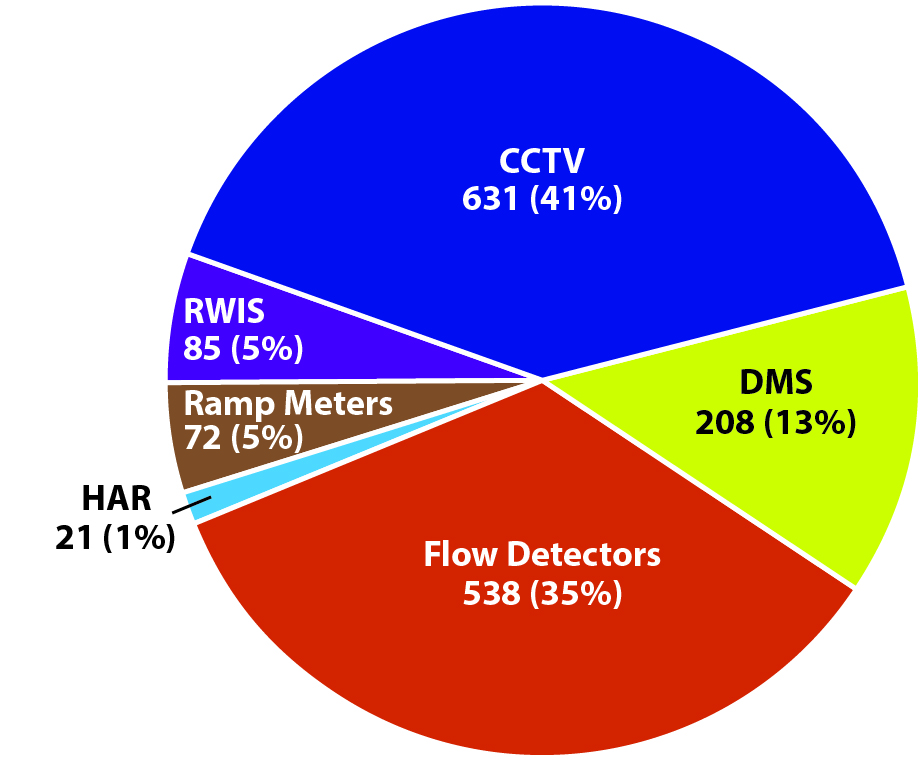 CCTV
631 (41%)
RWIS
85 (5%)
DMS
208 (13%)
Ramp Meters
72 (5%)
HAR
21 (1%)
Flow Detectors
538 (35%)